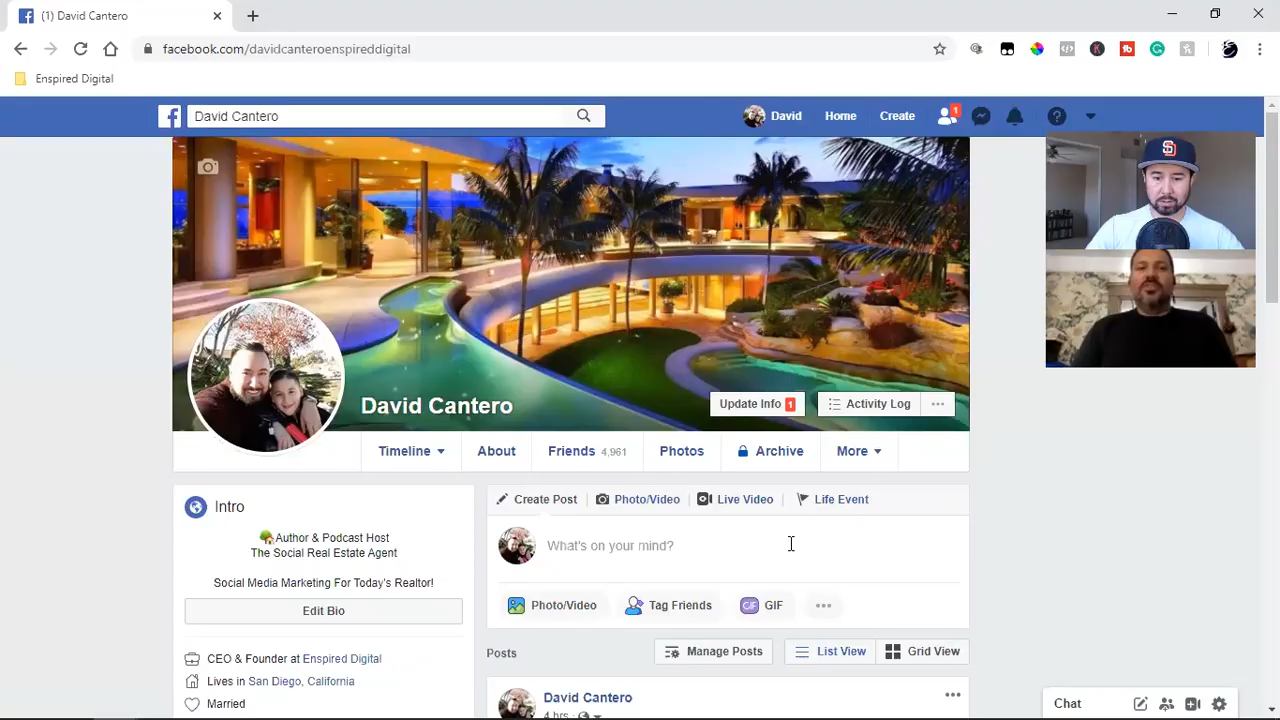 (1) David Cantero
facebook.com/davidcanteroenspireddigital
Enspired Digital
David Cantero
David Home Create 1
David Cantero
Update Info 1 Activity Log
Timeline About Friends 4,961 Photos Archive More
Intro
Author & Podcast Host
The Social Real Estate Agent
Social Media Marketing For Today's Realtor!
Edit Bio
CEO & Founder at Enspired Digital
Lives in San Diego, California
Married
Create Post Photo/Video Live Video Life Event
What's on your mind?
Photo/Video Tag Friends GIF
Posts Manage Posts List View Grid View
David Cantero
4 hrs
Chat